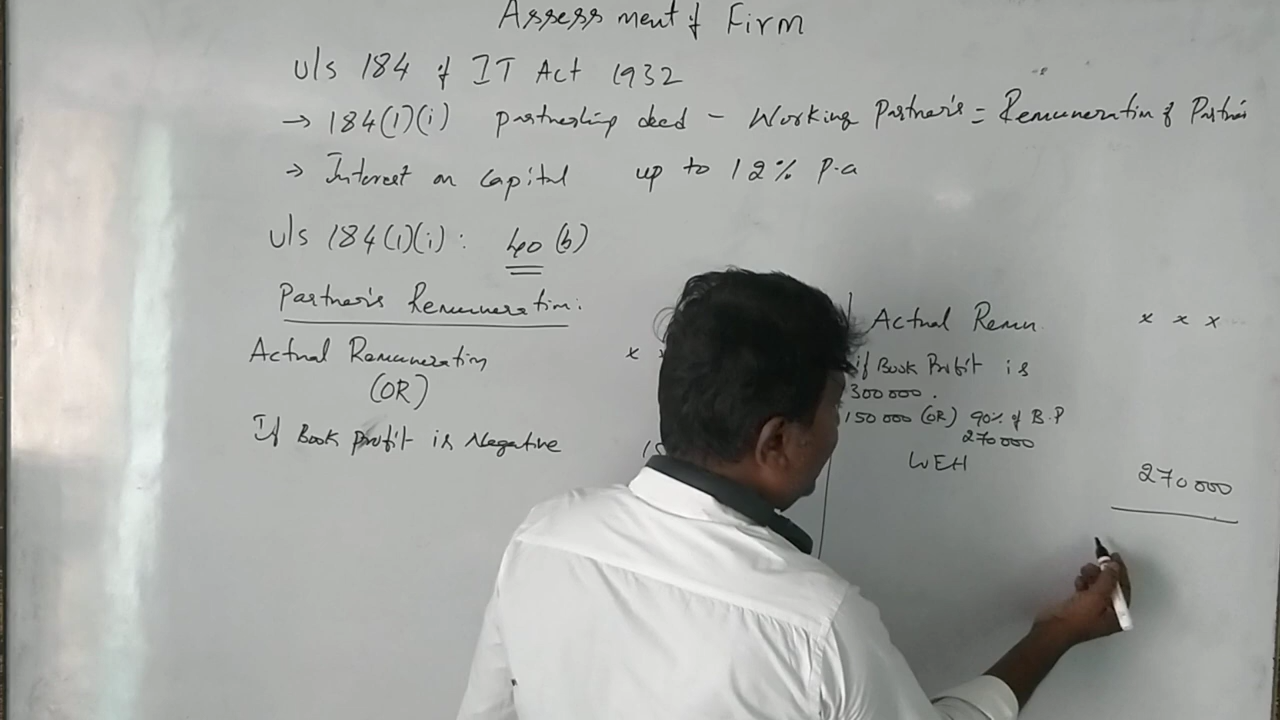 Assessment of Firm
u/s 184 of IT Act 1932
→ 184(1)(i) partnership deed - Working Partner's = Remuneration of Partner's
→ Interest on capital up to 12% p.a
u/s 184(1)(i): 40(b)
Partner's Remuneration:
Actual Remuneration x
(OR)
If Book profit is Negative
Actual Remun. x x x
if Book Profit is
300000.
150000 (OR) 90% of B.P
270000
WEH
270000